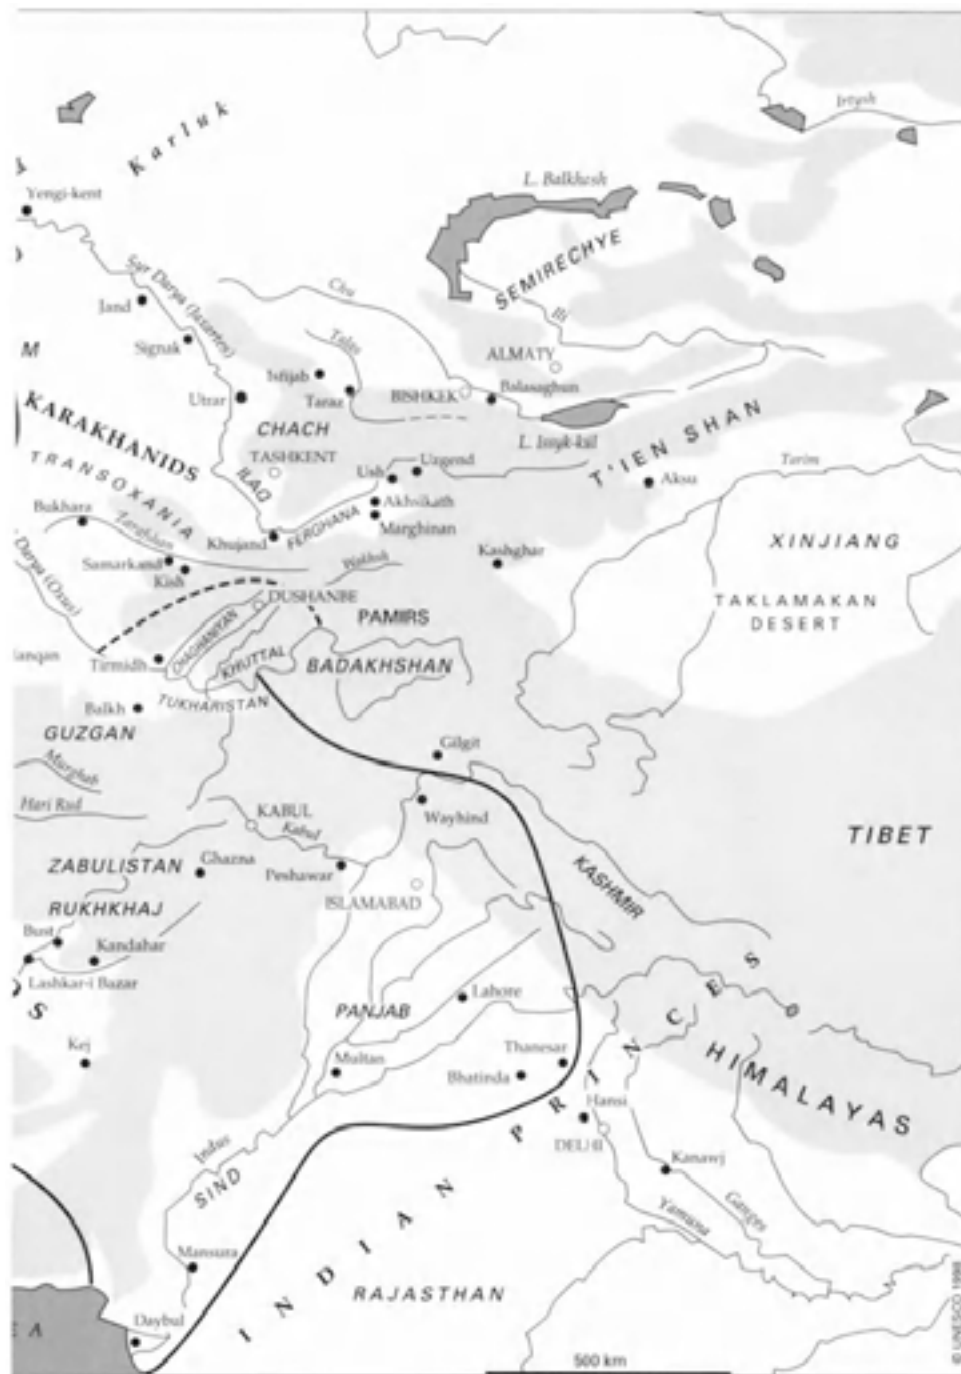 Irtysh
Karluk
L. Balkhash
Yengi-kent
SEMIRECHYE
Syr Darya (Jaxartes)
Chu
Jand
Ili
Signak
Talas
ALMATY
M
Isfijab
Utrar
Taraz
BISHKEK
Balasaghun
KARAKHANIDS
CHACH
L. Issyk-kül
T'IEN SHAN
TRANSOXANIA
TASHKENT
Ush
Uzgend
Tarim
ILAQ
Aksu
Bukhara
Akhsikath
Zarafshan
FERGHANA
Marghinan
Khujand
XINJIANG
Samarkand
Wakhsh
Kashghar
Kish
Darya (Oxus)
DUSHANBE
TAKLAMAKAN
DESERT
PAMIRS
CHAGHANIYAN
Tirmidh
KHUTTAL
BADAKHSHAN
TUKHARISTAN
Balkh
GUZGAN
Gilgit
Murghab
Hari Rud
KABUL
Kabul
Wayhind
TIBET
ZABULISTAN
Ghazna
Peshawar
KASHMIR
ISLAMABAD
RUKHKHAJ
Bust
Kandahar
Lashkar-i Bazar
S
Lahore
PANJAB
Kej
Multan
Thanesar
Bhatinda
HIMALAYAS
Hansi
DELHI
Indus
Kanawj
SIND
Ganges
Yamuna
Mansura
INDIAN PRINCES
RAJASTHAN
Daybul
E A
500 km
© UNESCO 1998